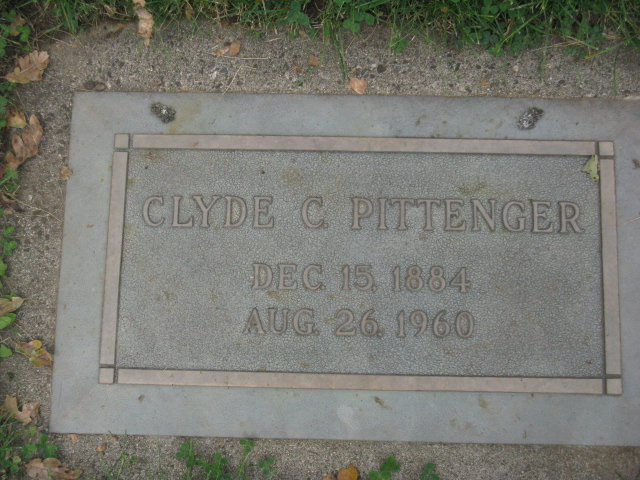 CLYDE C. PITTENGER
DEC. 15, 1884
AUG. 26, 1960